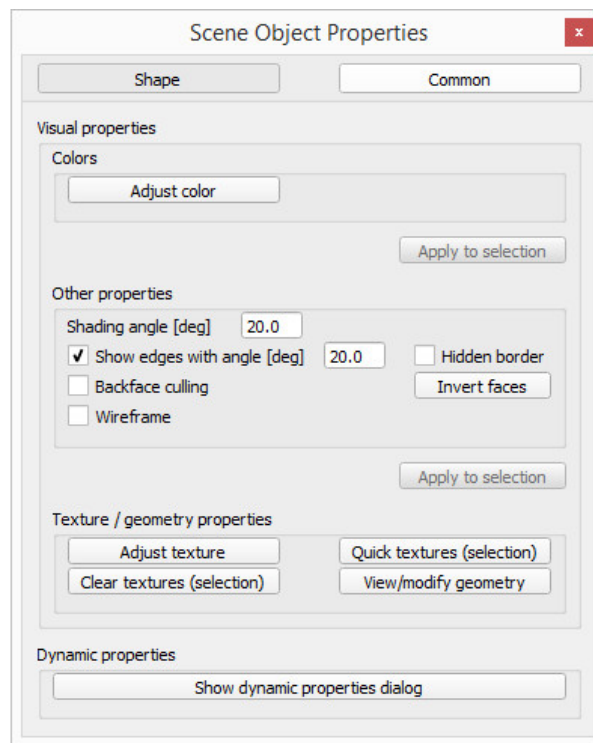 Scene Object Properties x
Shape Common
Visual properties
Colors
Adjust color
Apply to selection
Other properties
Shading angle [deg] 20.0
Show edges with angle [deg] 20.0 Hidden border
Backface culling Invert faces
Wireframe
Apply to selection
Texture / geometry properties
Adjust texture Quick textures (selection)
Clear textures (selection) View/modify geometry
Dynamic properties
Show dynamic properties dialog